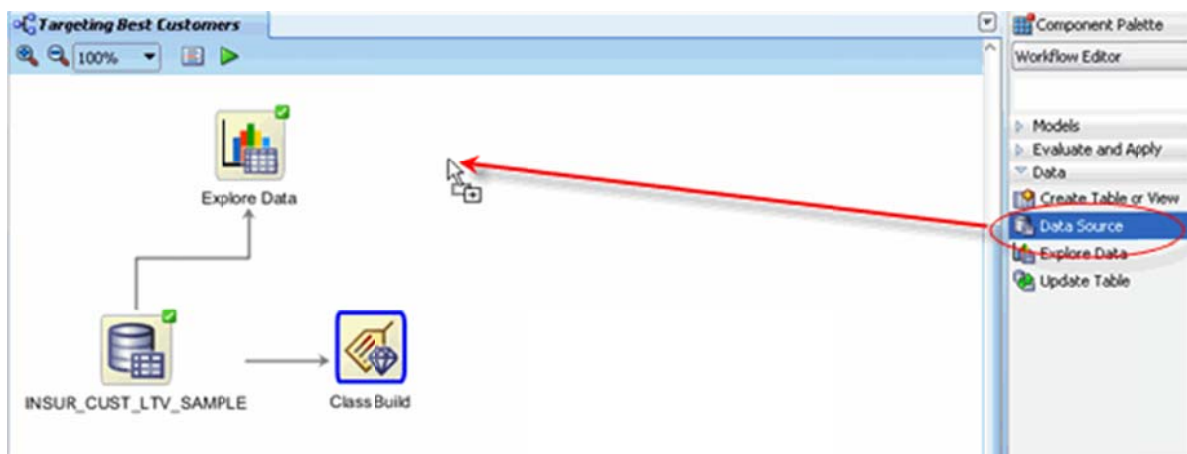 Targeting Best Customers
100%
Explore Data
INSUR_CUST_LTV_SAMPLE
Class Build
Component Palette
Workflow Editor
Models
Evaluate and Apply
Data
Create Table or View
Data Source
Explore Data
Update Table